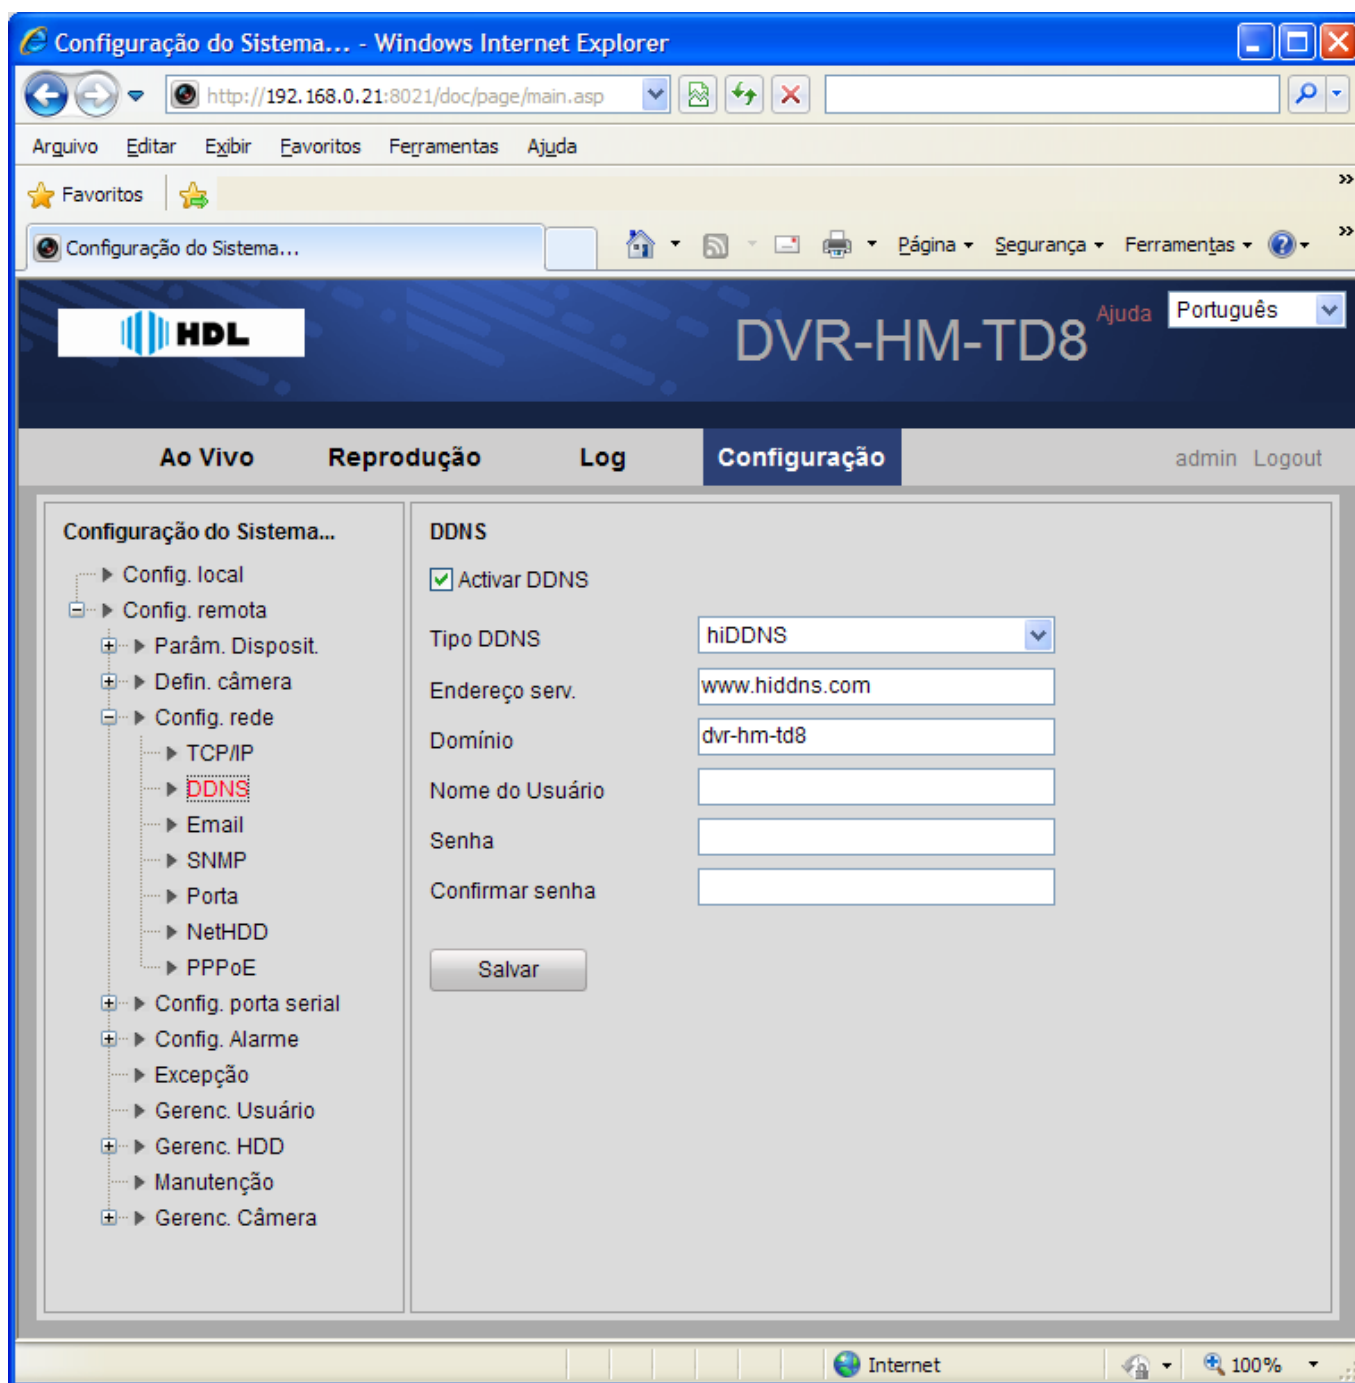 Configuração do Sistema... - Windows Internet Explorer
http://192.168.0.21:8021/doc/page/main.asp
Arquivo Editar Exibir Favoritos Ferramentas Ajuda
Favoritos
Configuração do Sistema...
Página Segurança Ferramentas
HDL
DVR-HM-TD8
Ajuda
Português
Ao Vivo Reprodução Log Configuração admin Logout
Configuração do Sistema...
Config. local
Config. remota
Parâm. Disposit.
Defin. câmera
Config. rede
TCP/IP
DDNS
Email
SNMP
Porta
NetHDD
PPPoE
Config. porta serial
Config. Alarme
Excepção
Gerenc. Usuário
Gerenc. HDD
Manutenção
Gerenc. Câmera
DDNS
Activar DDNS
Tipo DDNS hiDDNS
Endereço serv. www.hiddns.com
Domínio dvr-hm-td8
Nome do Usuário
Senha
Confirmar senha
Salvar
Internet 100%